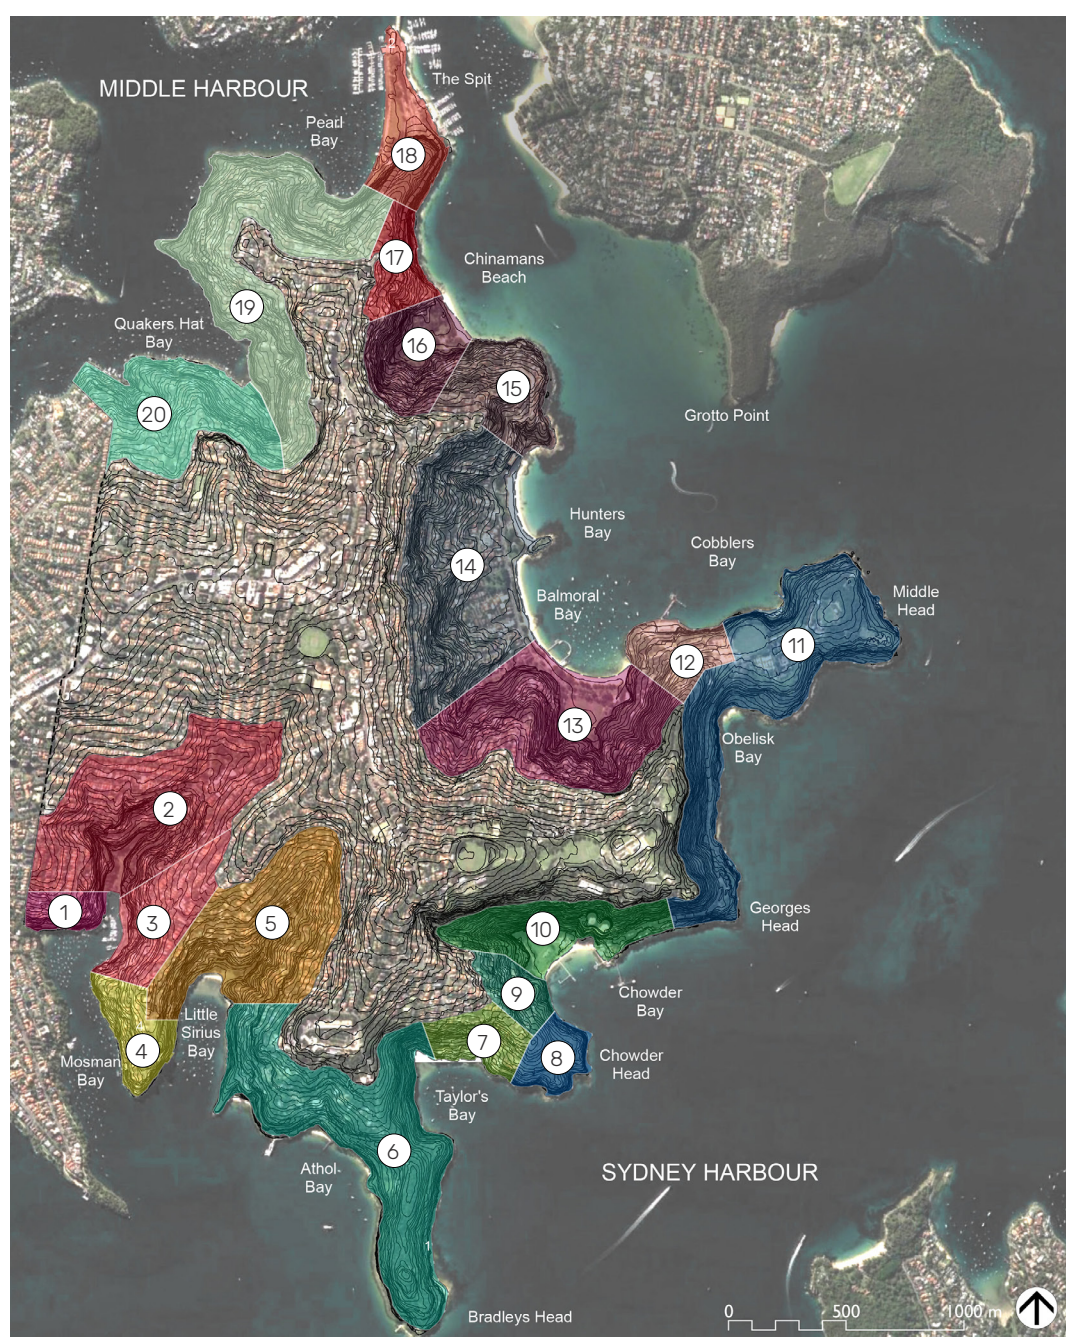 The Spit
MIDDLE HARBOUR
Pearl
Bay
18
17
Chinamans
Beach
19
Quakers Hat
Bay
16
15
20
Grotto Point
Hunters
Bay
Cobblers
Bay
14
Balmoral
Bay
Middle
Head
11
12
13
Obelisk
Bay
2
1
3
5
Georges
Head
10
9
Chowder
Bay
Little
Sirius
Bay
4
Mosman
Bay
7
8
Chowder
Head
Taylor's
Bay
6
Athol
Bay
SYDNEY HARBOUR
1
0 500 1000 m
Bradleys Head